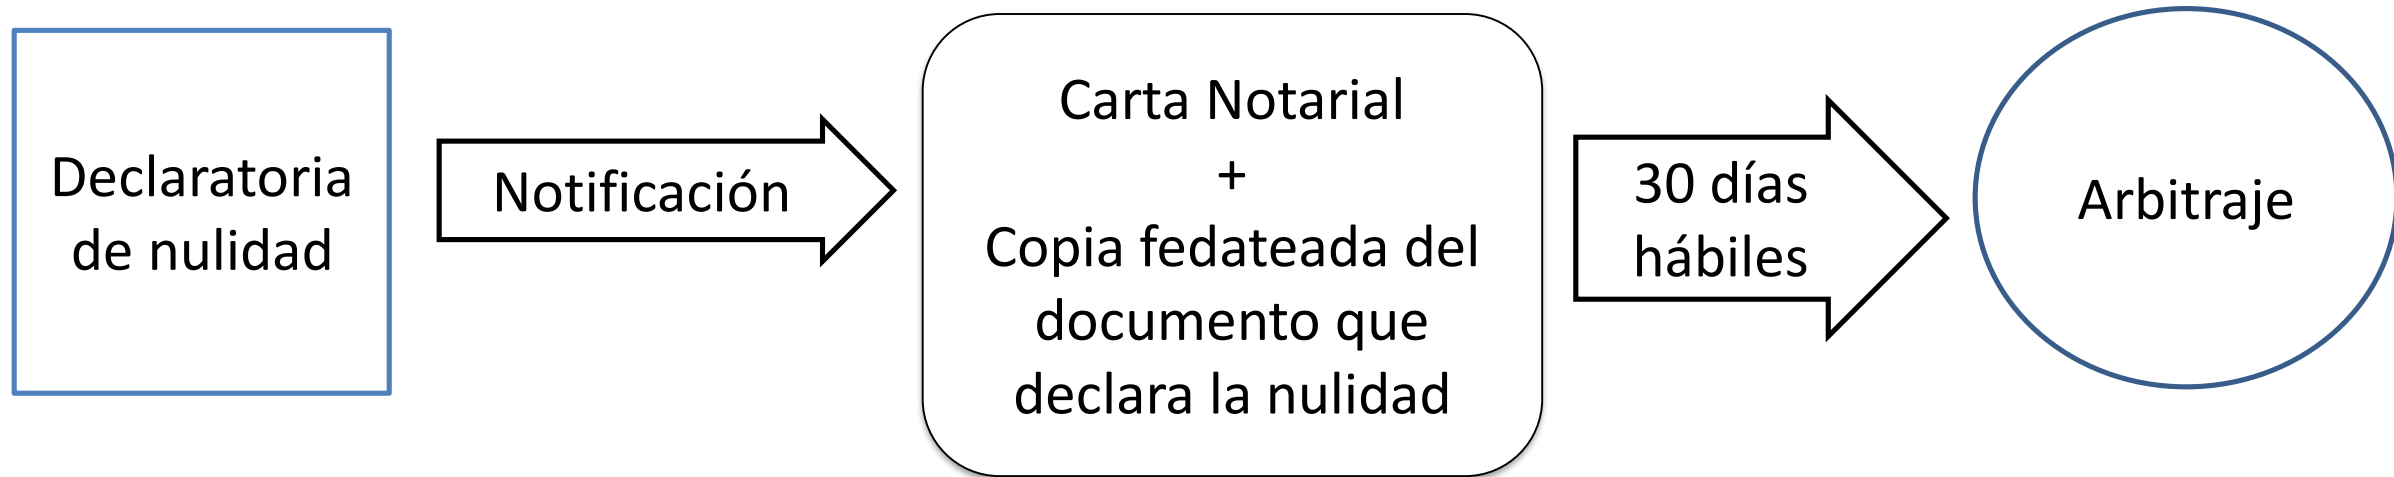 Declaratoria
de nulidad
Notificación
Carta Notarial
+
Copia fedateada del
documento que
declara la nulidad
30 días
hábiles
Arbitraje